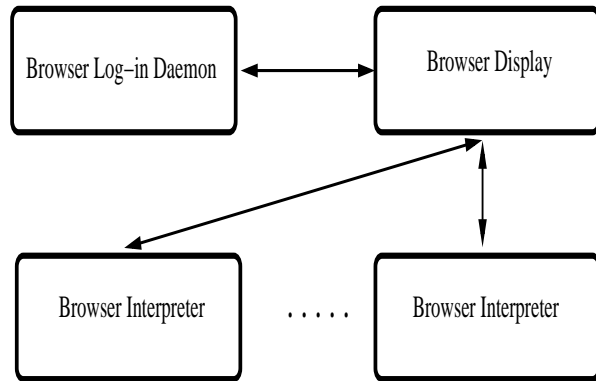 Browser Log-in Daemon
Browser Display
Browser Interpreter
. . . . .
Browser Interpreter